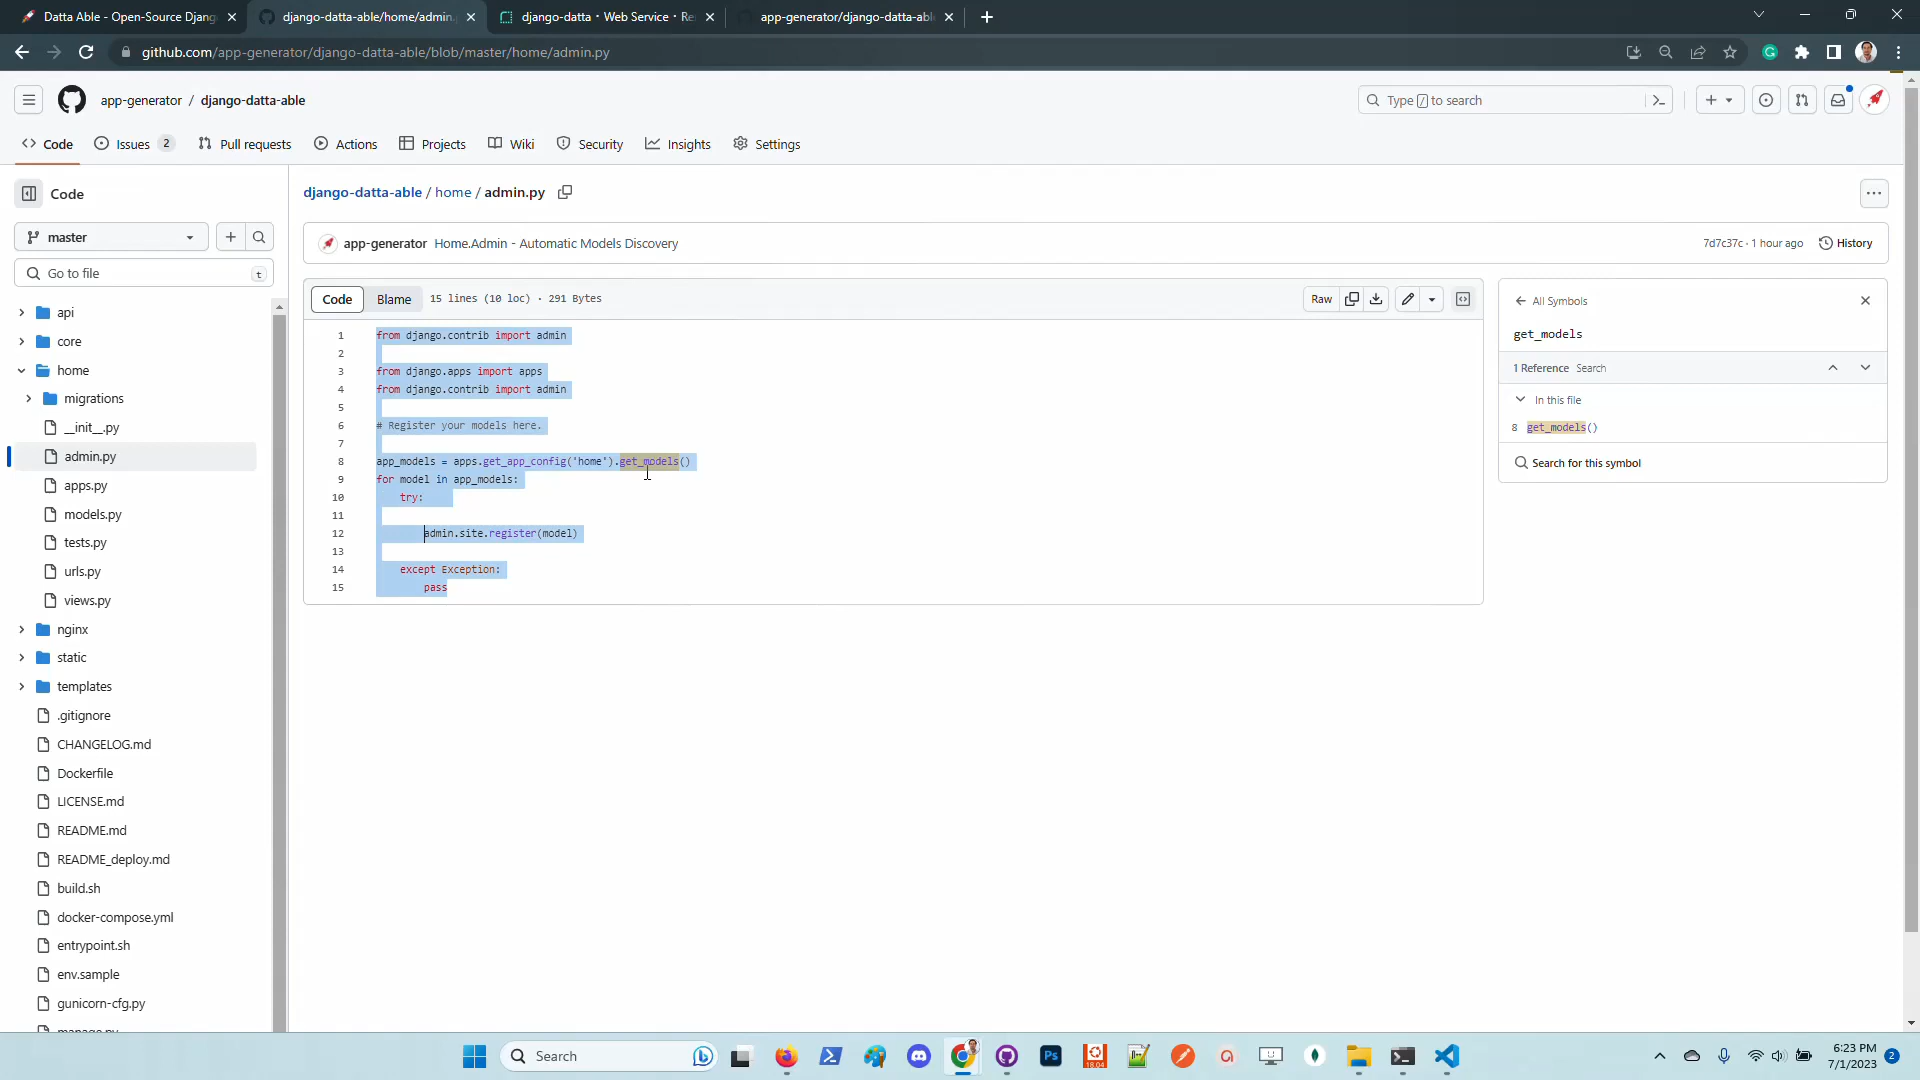 Datta Able - Open-Source Djang
django-datta-able/home/admin.
django-datta · Web Service · Re
app-generator/django-datta-abl
github.com/app-generator/django-datta-able/blob/master/home/admin.py
app-generator / django-datta-able
Type / to search
Code
Issues 2
Pull requests
Actions
Projects
Wiki
Security
Insights
Settings
Code
master
Go to file t
api
core
home
migrations
__init__.py
admin.py
apps.py
models.py
tests.py
urls.py
views.py
nginx
static
templates
.gitignore
CHANGELOG.md
Dockerfile
LICENSE.md
README.md
README_deploy.md
build.sh
docker-compose.yml
entrypoint.sh
env.sample
gunicorn-cfg.py
manage.py
django-datta-able / home / admin.py
app-generator Home.Admin - Automatic Models Discovery
7d7c37c · 1 hour ago History
Code Blame 15 lines (10 loc) · 291 Bytes
Raw
1 from django.contrib import admin
2
3 from django.apps import apps
4 from django.contrib import admin
5
6 # Register your models here.
7
8 app_models = apps.get_app_config('home').get_models()
9 for model in app_models:
10 try:
11
12 admin.site.register(model)
13
14 except Exception:
15 pass
All Symbols
get_models
1 Reference Search
In this file
8 get_models()
Search for this symbol
Search
Ps
18.04
6:23 PM
7/1/2023
2